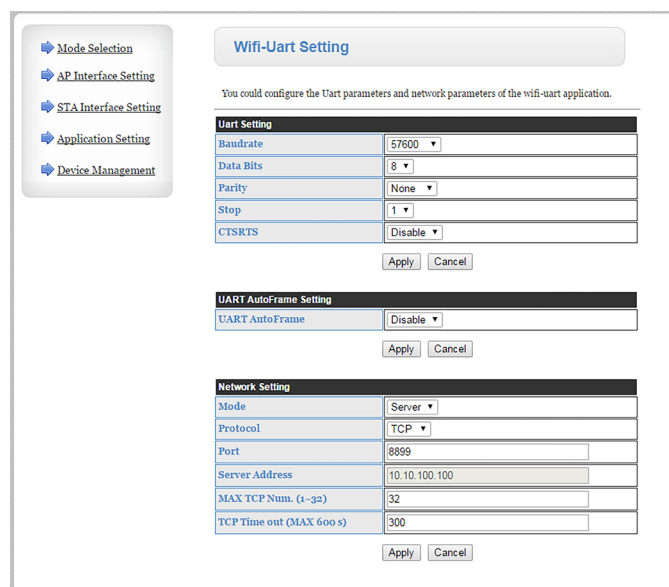 Mode Selection
AP Interface Setting
STA Interface Setting
Application Setting
Device Management
Wifi-Uart Setting
You could configure the Uart parameters and network parameters of the wifi-uart application.
Uart Setting
Baudrate 57600
Data Bits 8
Parity None
Stop 1
CTSRTS Disable
Apply Cancel
UART AutoFrame Setting
UART AutoFrame Disable
Apply Cancel
Network Setting
Mode Server
Protocol TCP
Port 8899
Server Address 10.10.100.100
MAX TCP Num. (1~32) 32
TCP Time out (MAX 600 s) 300
Apply Cancel